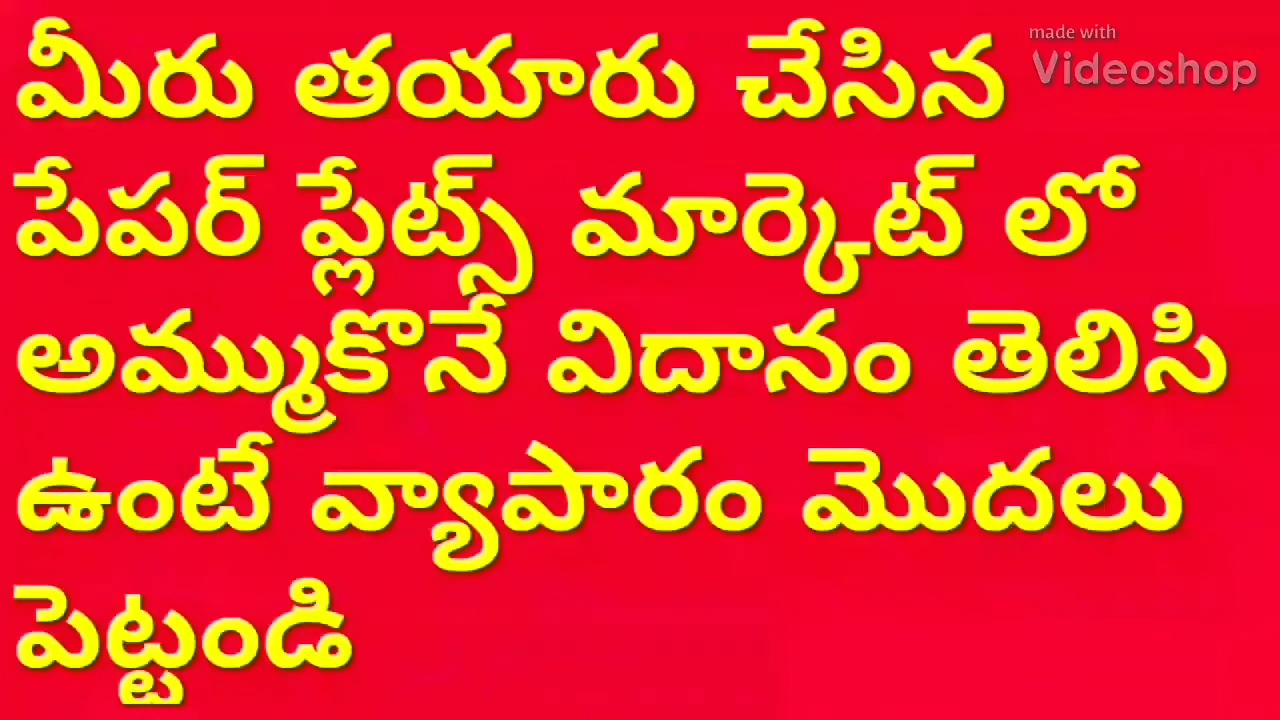 made with
Videoshop
మీరు తయారు చేసిన
పేపర్ ప్లేట్స్ మార్కెట్ లో
అమ్ముకొనే విదానం తెలిసి
ఉంటే వ్యాపారం మొదలు
పెట్టండి